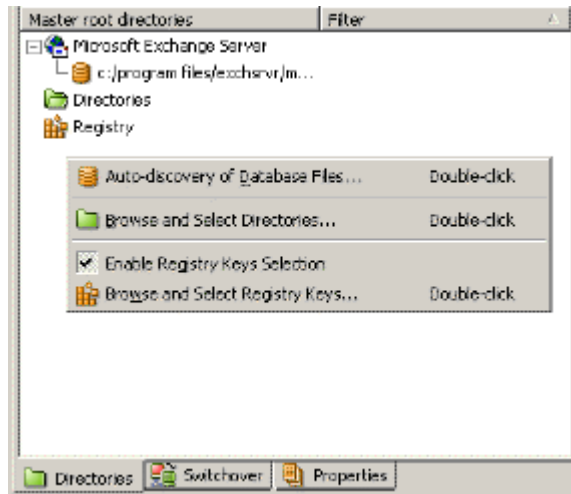 Master root directories Filter
Microsoft Exchange Server
c:/program files/exchsrvr/m...
Directories
Registry
Auto-discovery of Database Files... Double-click
Browse and Select Directories... Double-click
Enable Registry Keys Selection
Browse and Select Registry Keys... Double-click
Directories Switchover Properties